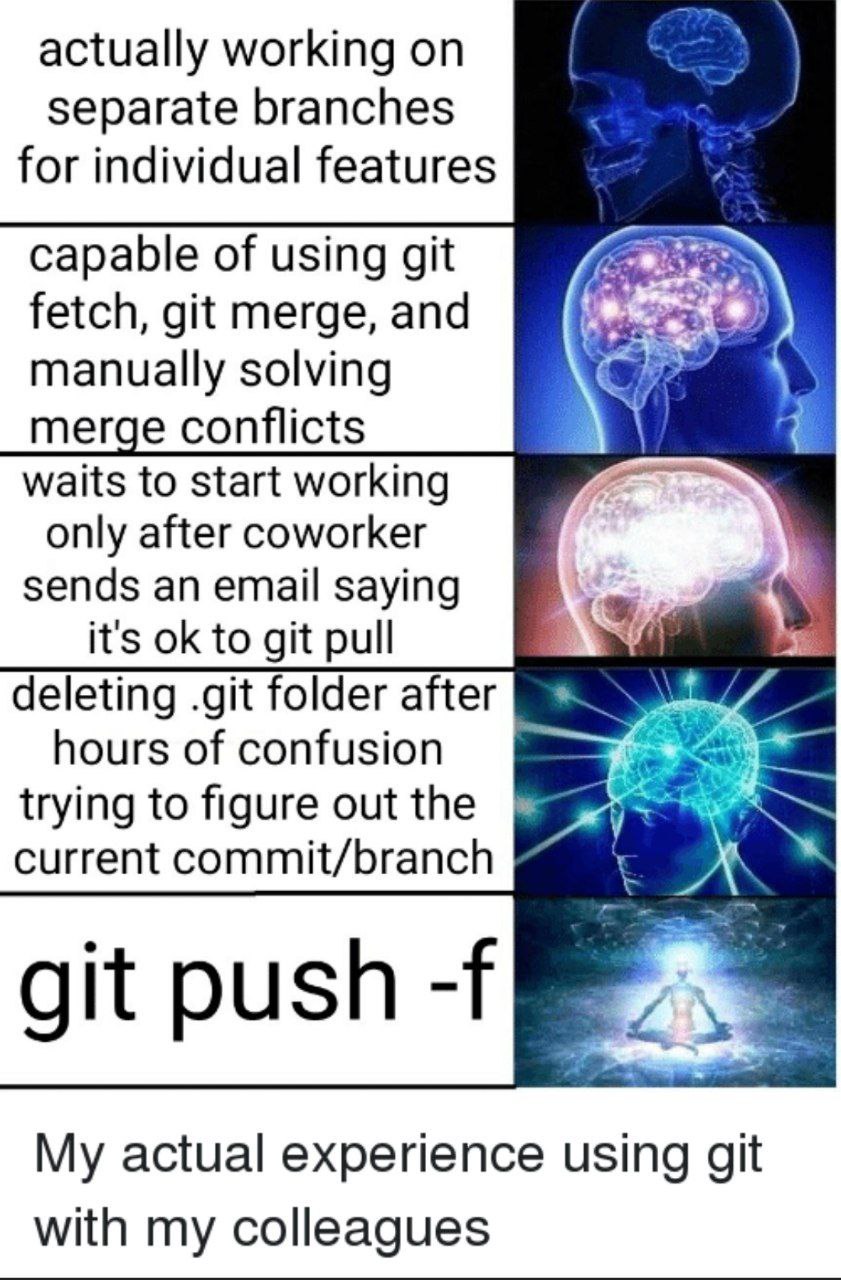 actually working on
separate branches
for individual features
capable of using git
fetch, git merge, and
manually solving
merge conflicts
waits to start working
only after coworker
sends an email saying
it's ok to git pull
deleting .git folder after
hours of confusion
trying to figure out the
current commit/branch
git push -f
My actual experience using git
with my colleagues